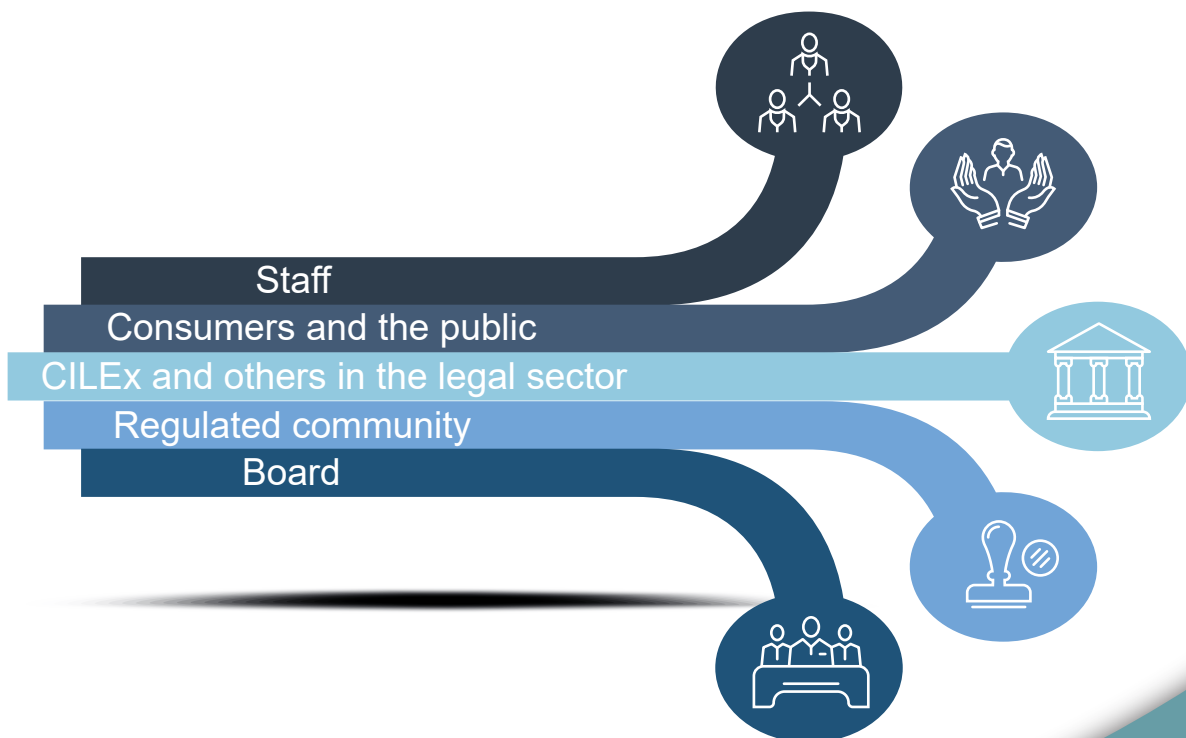 Staff
Consumers and the public
CILEx and others in the legal sector
Regulated community
Board